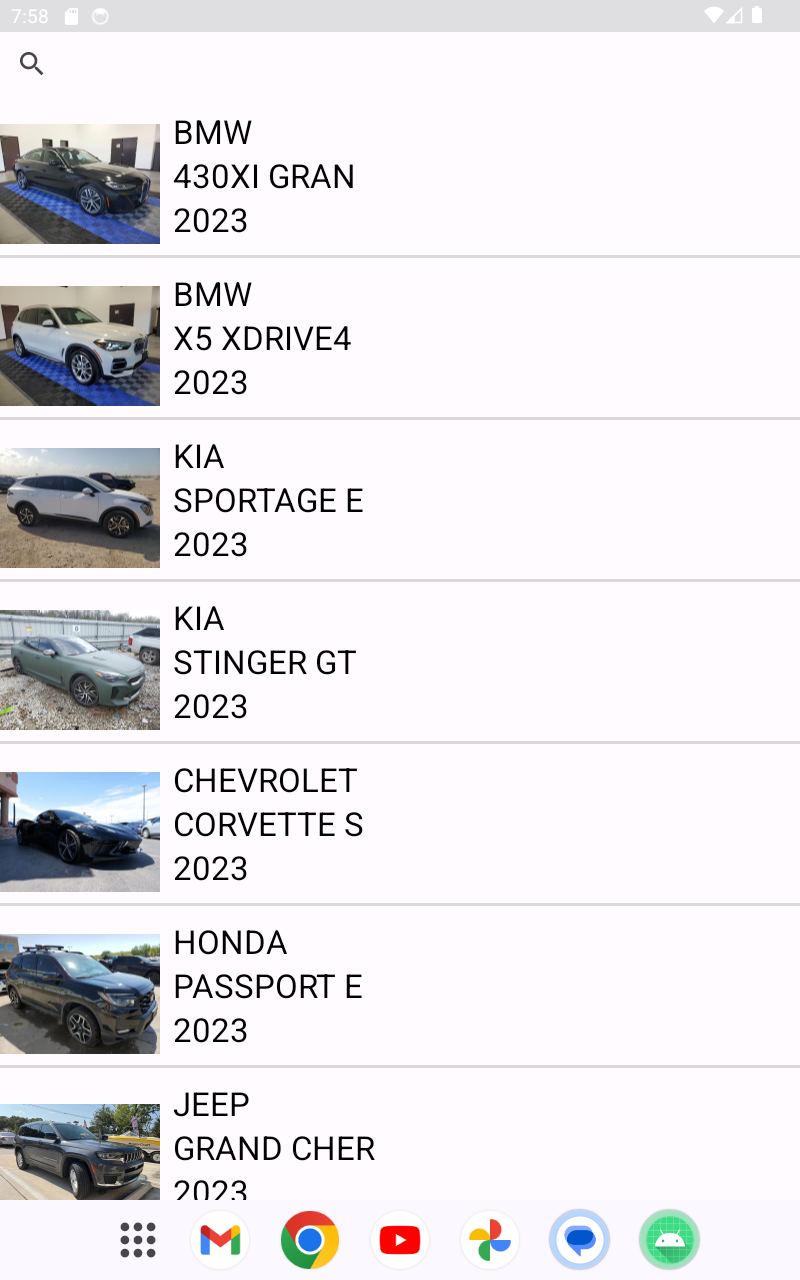 7:58
BMW
430XI GRAN
2023
BMW
X5 XDRIVE4
2023
KIA
SPORTAGE E
2023
KIA
STINGER GT
2023
CHEVROLET
CORVETTE S
2023
HONDA
PASSPORT E
2023
JEEP
GRAND CHER
2023